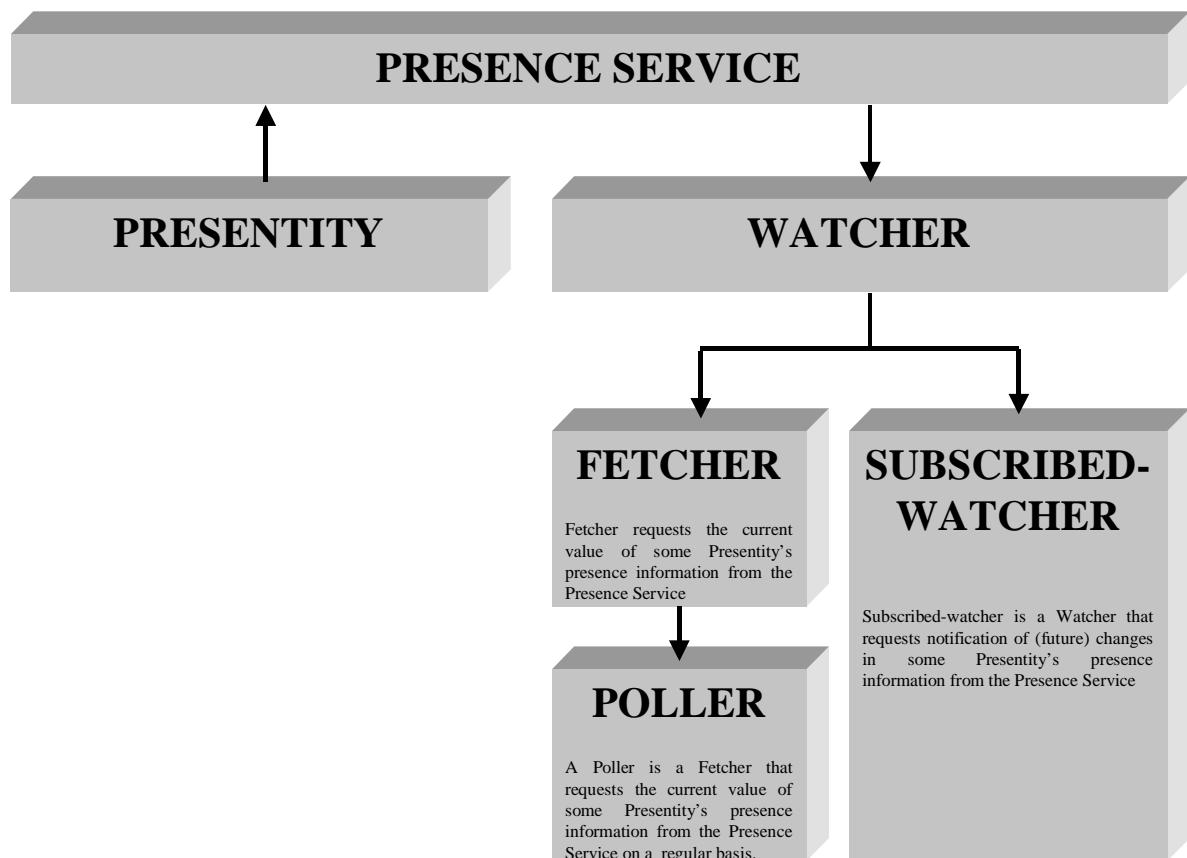 PRESENCE SERVICE
PRESENTITY
WATCHER
FETCHER
Fetcher requests the current
value of some Presentity’s
presence information from the
Presence Service
SUBSCRIBED-
WATCHER
Subscribed-watcher is a Watcher that
requests notification of (future) changes
in some Presentity’s presence
information from the Presence Service
POLLER
A Poller is a Fetcher that
requests the current value of
some Presentity’s presence
information from the Presence
Service on a regular basis.